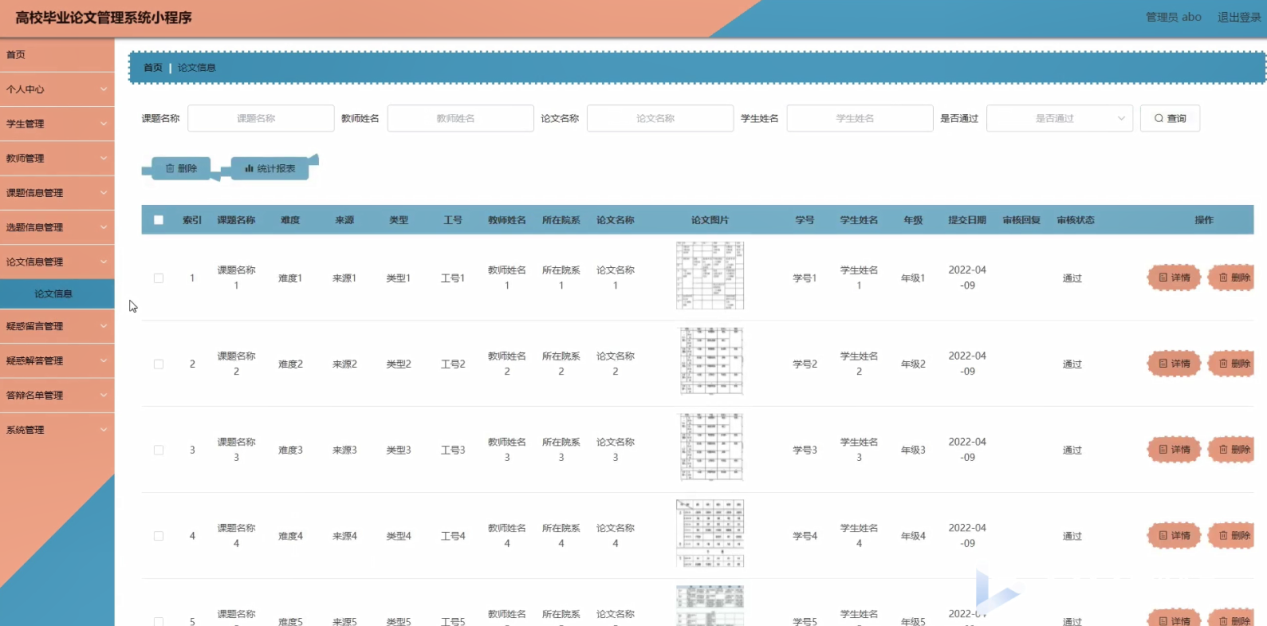 高校毕业论文管理系统小程序
管理员 abo 退出登录
首页
个人中心
学生管理
教师管理
课题信息管理
选题信息管理
论文信息管理
论文信息
疑惑留言管理
疑惑解答管理
答辩名单管理
系统管理
首页 | 论文信息
课题名称 课题名称 教师姓名 教师姓名 论文名称 论文名称 学生姓名 学生姓名 是否通过 是否通过 查询
删除 统计报表
索引 课题名称 难度 来源 类型 工号 教师姓名 所在院系 论文名称 论文图片 学号 学生姓名 年级 提交日期 审核回复 审核状态 操作
1 课题名称1 难度1 来源1 类型1 工号1 教师姓名1 所在院系1 论文名称1 学号1 学生姓名1 年级1 2022-04-09 通过 详情 删除
2 课题名称2 难度2 来源2 类型2 工号2 教师姓名2 所在院系2 论文名称2 学号2 学生姓名2 年级2 2022-04-09 通过 详情 删除
3 课题名称3 难度3 来源3 类型3 工号3 教师姓名3 所在院系3 论文名称3 学号3 学生姓名3 年级3 2022-04-09 通过 详情 删除
4 课题名称4 难度4 来源4 类型4 工号4 教师姓名4 所在院系4 论文名称4 学号4 学生姓名4 年级4 2022-04-09 通过 详情 删除
5 课题名称 难度5 来源5 类型5 工号5 教师姓名 所在院系 论文名称 学号5 学生姓名 年级5 2022-04 通过 详情 删除